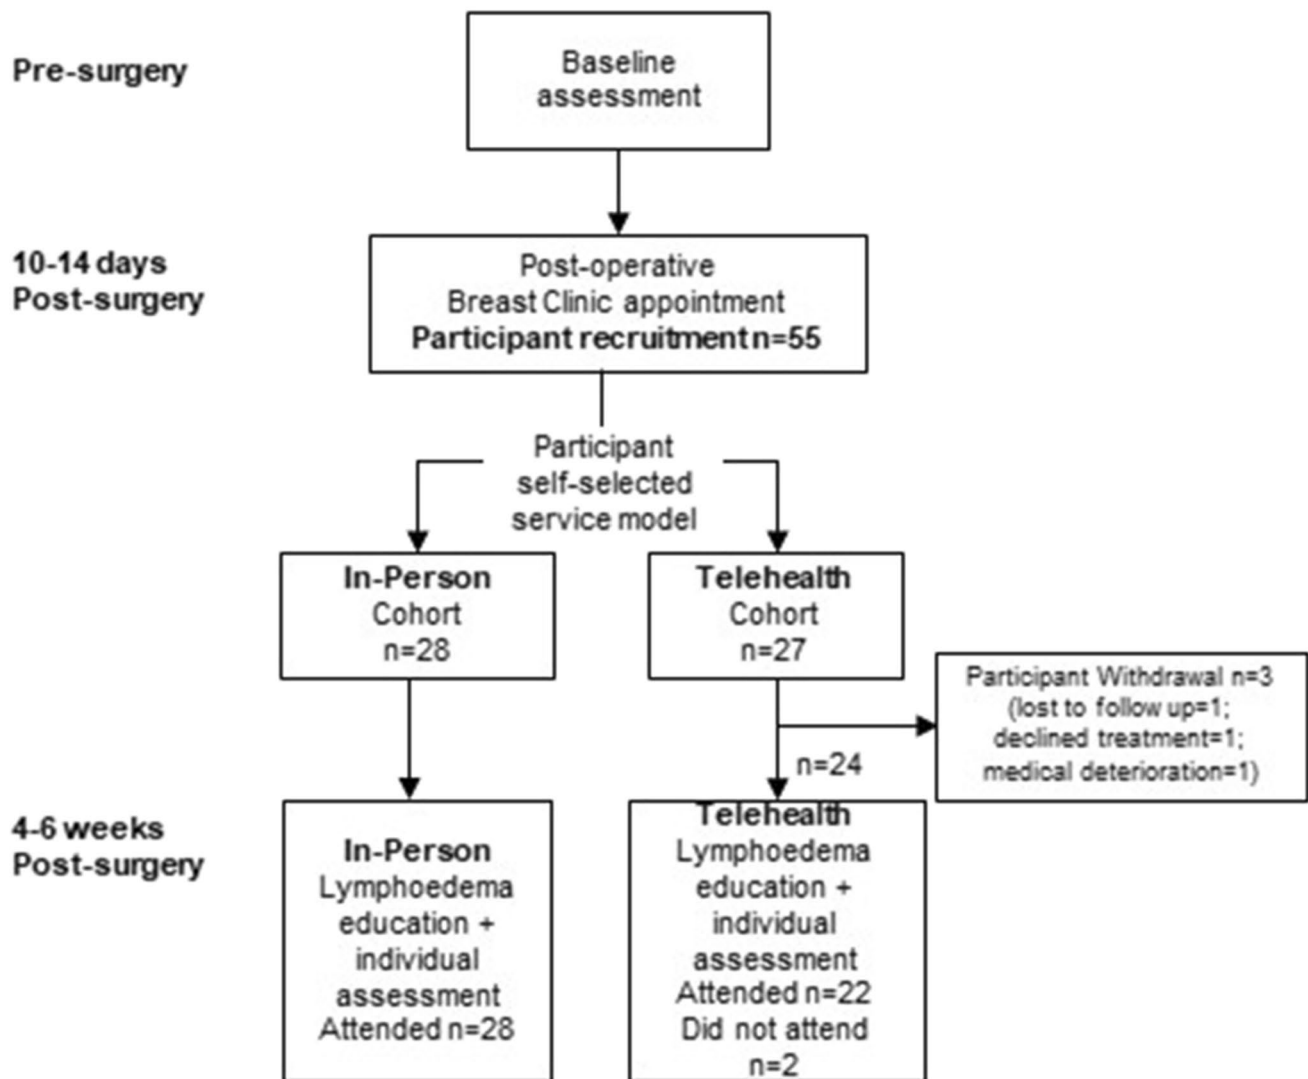 Pre-surgery
Baseline
assessment
10-14 days
Post-surgery
Post-operative
Breast Clinic appointment
Participant recruitment n=55
Participant
self-selected
service model
In-Person
Cohort
n=28
Telehealth
Cohort
n=27
Participant Withdrawal n=3
(lost to follow up=1;
declined treatment=1;
medical deterioration=1)
n=24
4-6 weeks
Post-surgery
In-Person
Lymphoedema
education +
individual
assessment
Attended n=28
Telehealth
Lymphoedema
education +
individual
assessment
Attended n=22
Did not attend
n=2